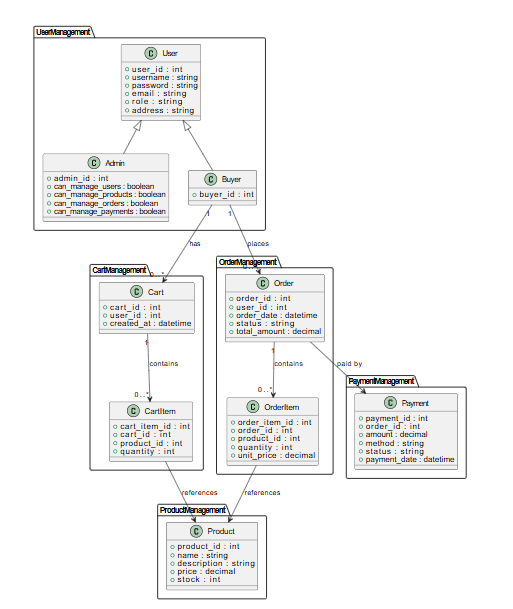 UserManagement
C User
user_id : int
username : string
password : string
email : string
role : string
address : string
C Admin
admin_id : int
can_manage_users : boolean
can_manage_products : boolean
can_manage_orders : boolean
can_manage_payments : boolean
C Buyer
buyer_id : int
1
1
has
places
CartManagement
0..*
OrderManagement
0..*
C Cart
cart_id : int
user_id : int
created_at : datetime
C Order
order_id : int
user_id : int
order_date : datetime
status : string
total_amount : decimal
1
1
contains
contains
paid by
PaymentManagement
0..*
0..*
C CartItem
cart_item_id : int
cart_id : int
product_id : int
quantity : int
C OrderItem
order_item_id : int
order_id : int
product_id : int
quantity : int
unit_price : decimal
C Payment
payment_id : int
order_id : int
amount : decimal
method : string
status : string
payment_date : datetime
references
references
ProductManagement
C Product
product_id : int
name : string
description : string
price : decimal
stock : int